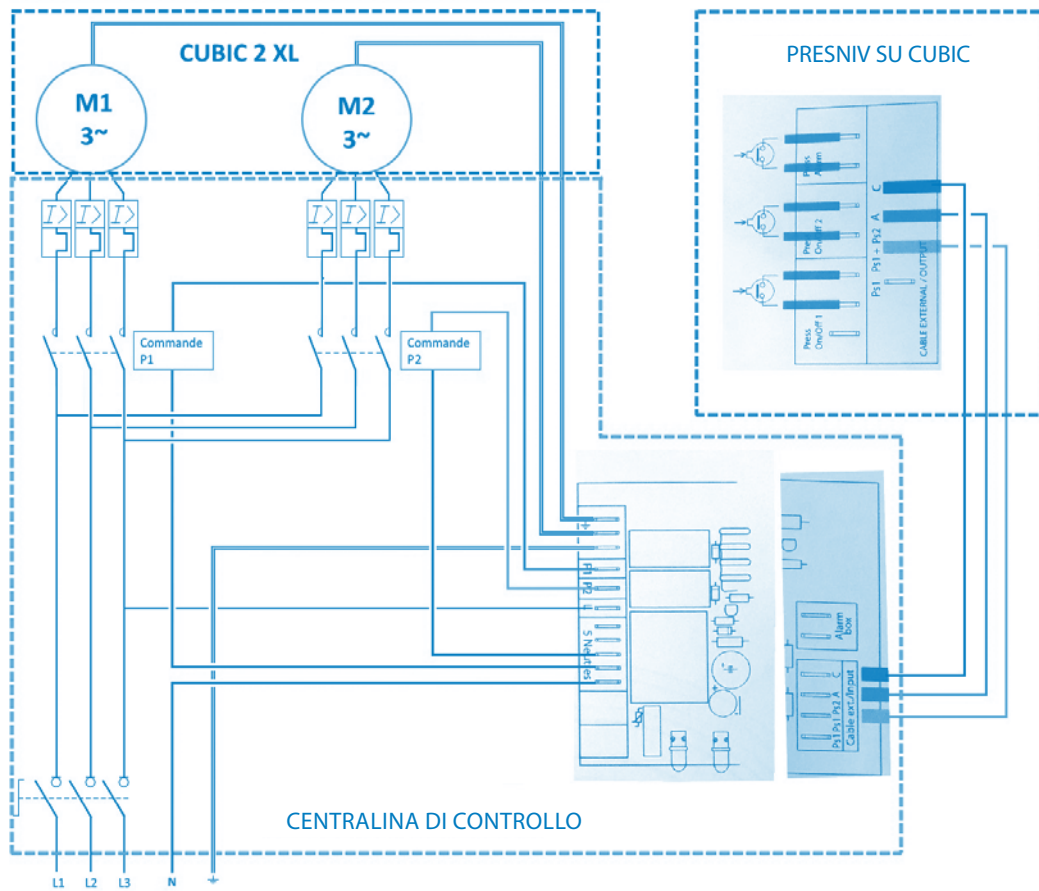 CUBIC 2 XL
PRESNIV SU CUBIC
M1
3~
M2
3~
I>
I>
I>
I>
I>
I>
Press
Alarm
Press
On/Off 2
Press
On/Off 1
C
A
Ps1 + Ps2
Ps1
CABLE EXTERNAL / OUTPUT
Commande
P1
Commande
P2
P1
P2
L
5 Neutres
Alarm
box
C
A
Ps2
Ps1
Ps1
Cable ext./Input
CENTRALINA DI CONTROLLO
L1
L2
L3
N